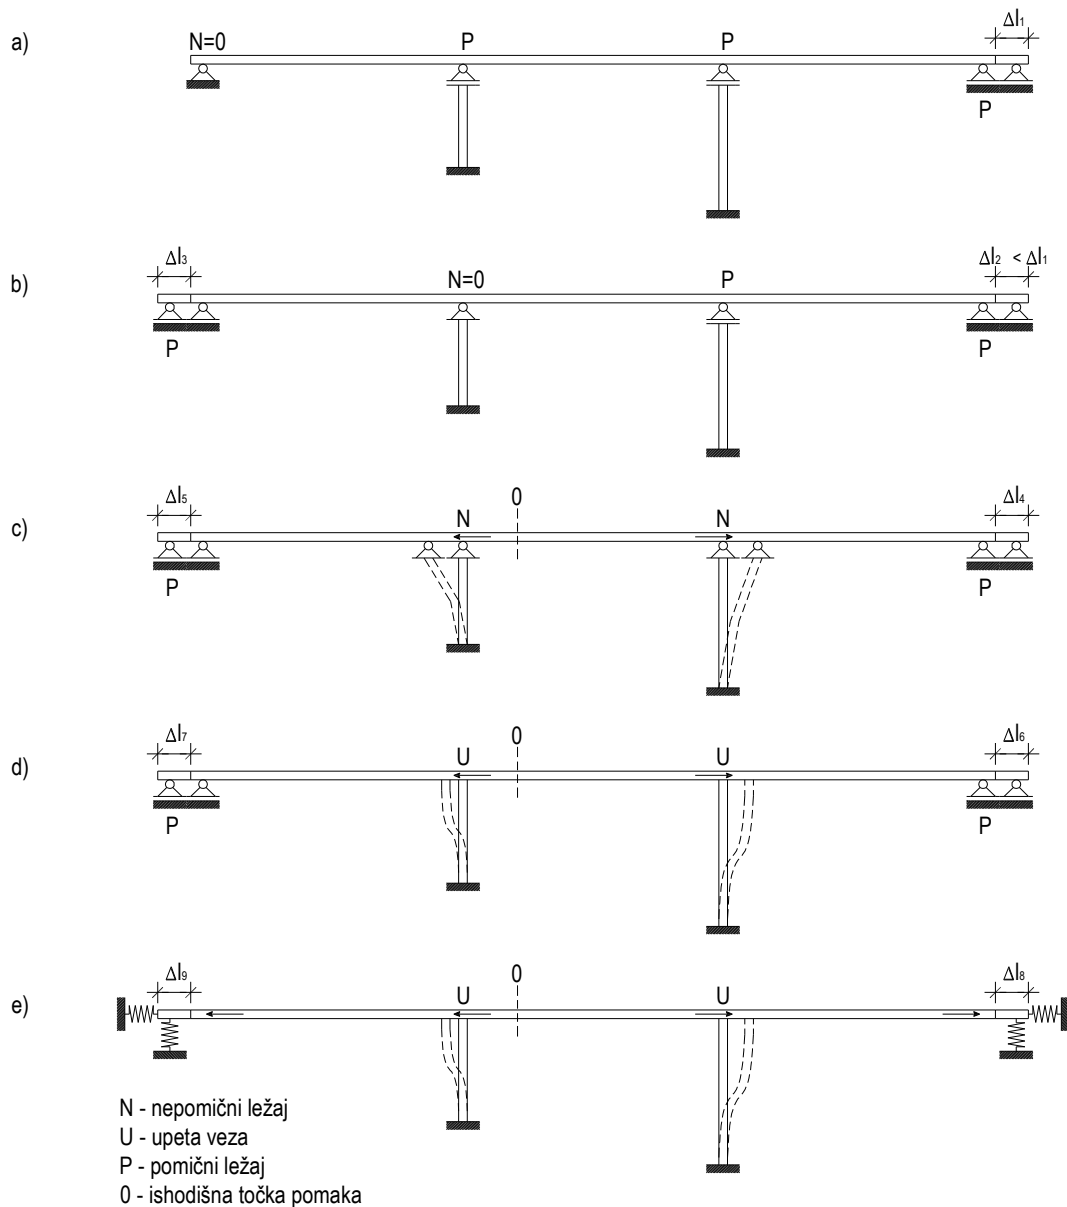 a)
N=0 P P Δl1
P
b)
Δl3 N=0 P Δl2 < Δl1
P P
c)
Δl5 N 0 N Δl4
P P
d)
Δl7 U 0 U Δl6
P P
e)
Δl9 U 0 U Δl8
N - nepomični ležaj
U - upeta veza
P - pomični ležaj
0 - ishodišna točka pomaka